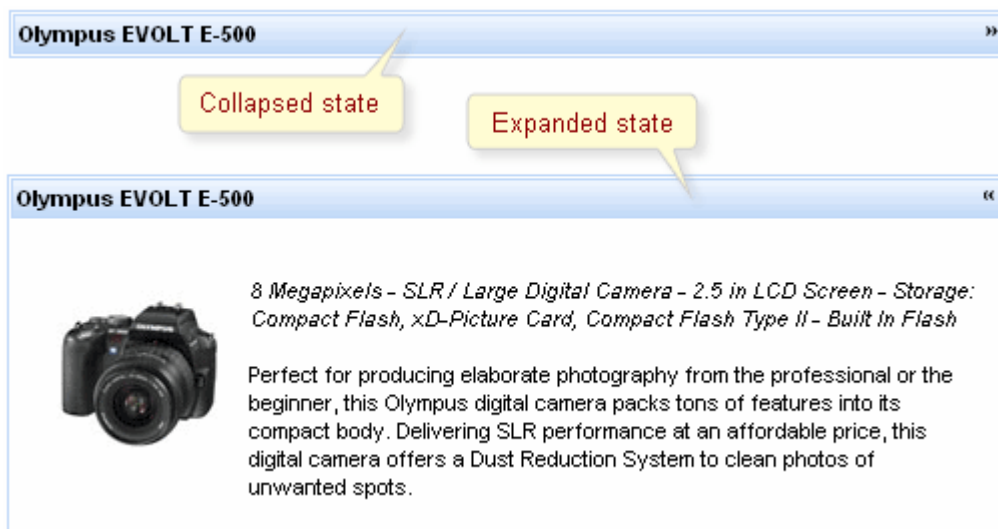 Olympus EVOLT E-500 »
Collapsed state
Expanded state
Olympus EVOLT E-500 «
8 Megapixels - SLR / Large Digital Camera - 2.5 in LCD Screen - Storage:
Compact Flash, xD-Picture Card, Compact Flash Type II - Built In Flash
OLYMPUS
Perfect for producing elaborate photography from the professional or the
beginner, this Olympus digital camera packs tons of features into its
compact body. Delivering SLR performance at an affordable price, this
digital camera offers a Dust Reduction System to clean photos of
unwanted spots.